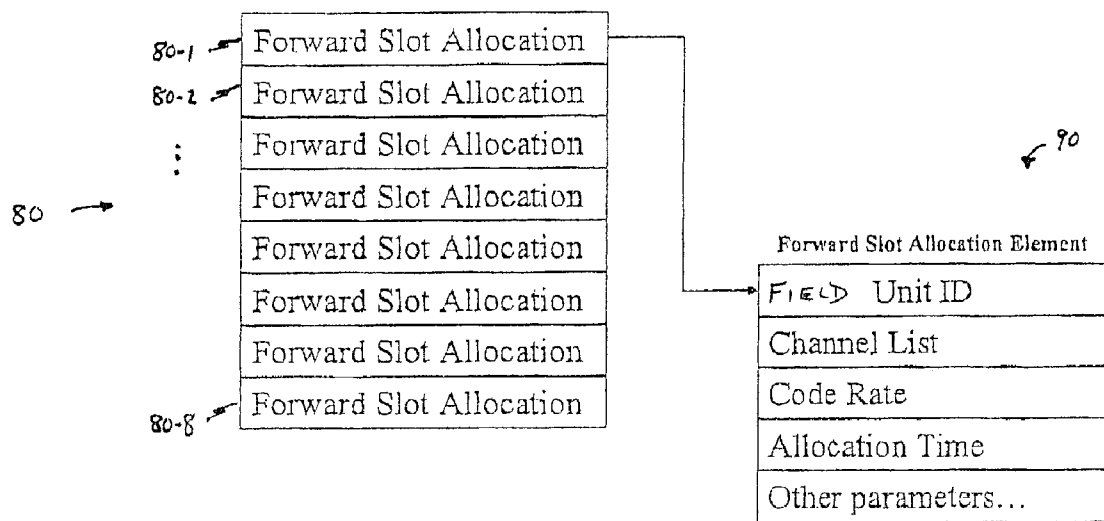 80-1 Forward Slot Allocation
80-2 Forward Slot Allocation
Forward Slot Allocation
Forward Slot Allocation
80
Forward Slot Allocation
Forward Slot Allocation
Forward Slot Allocation
80-8 Forward Slot Allocation
90
Forward Slot Allocation Element
FIELD Unit ID
Channel List
Code Rate
Allocation Time
Other parameters...